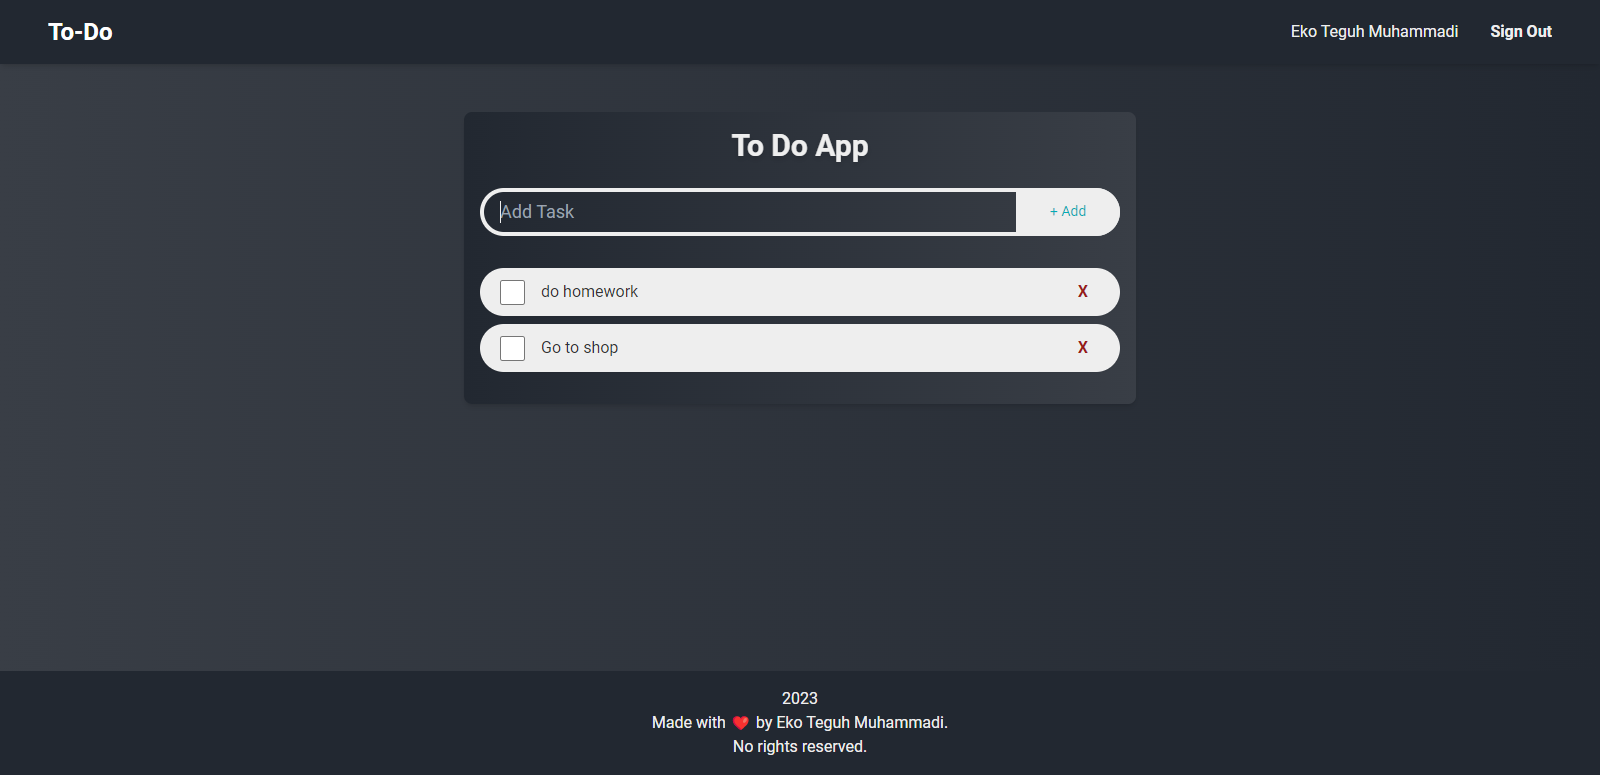 To-Do
Eko Teguh Muhammadi
Sign Out
To Do App
Add Task
+ Add
do homework
X
Go to shop
X
2023
Made with ❤️ by Eko Teguh Muhammadi.
No rights reserved.